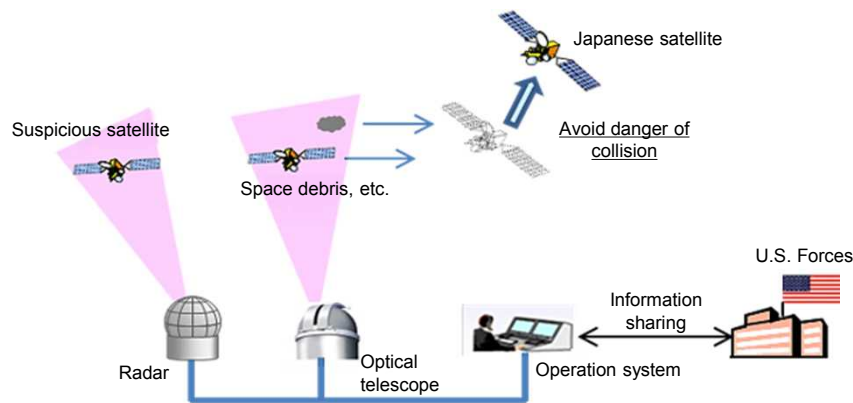 Japanese satellite
Suspicious satellite
Avoid danger of
collision
Space debris, etc.
U.S. Forces
Information
sharing
Radar
Optical
telescope
Operation system